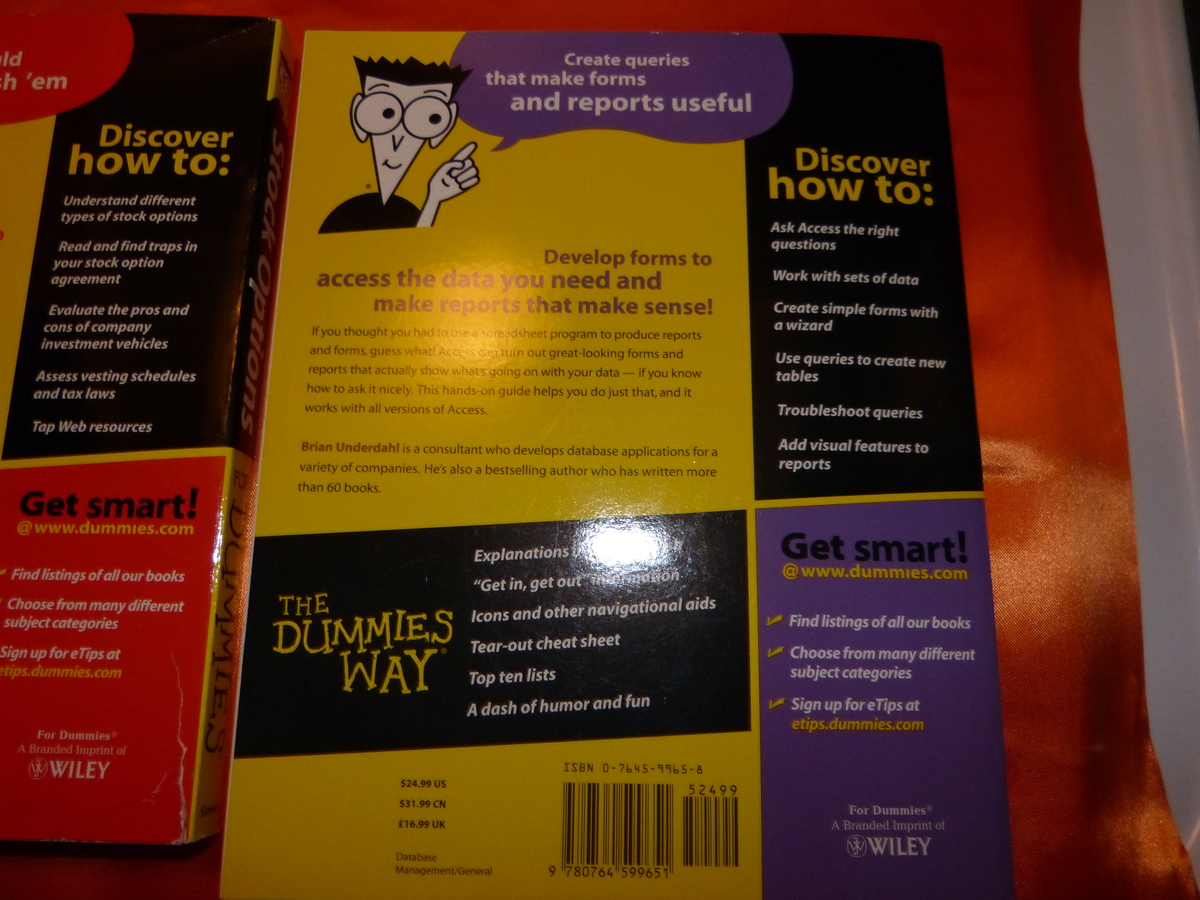 uld
sh 'em
Discover
how to:
Understand different
types of stock options
Read and find traps in
your stock option
agreement
Evaluate the pros and
cons of company
investment vehicles
Assess vesting schedules
and tax laws
Tap Web resources
Get smart!
@www.dummies.com
Find listings of all our books
Choose from many different
subject categories
Sign up for eTips at
etips.dummies.com
For Dummies®
A Branded Imprint of
WILEY
Stock Options
FOR
DUMMIES
Create queries
that make forms
and reports useful
Develop forms to
access the data you need and
make reports that make sense!
If you thought you had to use a spreadsheet program to produce reports
and forms, guess what! Access can turn out great-looking forms and
reports that actually show what's going on with your data — if you know
how to ask it nicely. This hands-on guide helps you do just that, and it
works with all versions of Access.
Brian Underdahl is a consultant who develops database applications for a
variety of companies. He's also a bestselling author who has written more
than 60 books.
THE
DUMMIES
WAY®
Explanations
"Get in, get out" information
Icons and other navigational aids
Tear-out cheat sheet
Top ten lists
A dash of humor and fun
$24.99 US
$31.99 CN
£16.99 UK
Database
Management/General
ISBN 0-7645-9965-8
52499
9 780764 599651
Discover
how to:
Ask Access the right
questions
Work with sets of data
Create simple forms with
a wizard
Use queries to create new
tables
Troubleshoot queries
Add visual features to
reports
Get smart!
@www.dummies.com
Find listings of all our books
Choose from many different
subject categories
Sign up for eTips at
etips.dummies.com
For Dummies®
A Branded Imprint of
WILEY